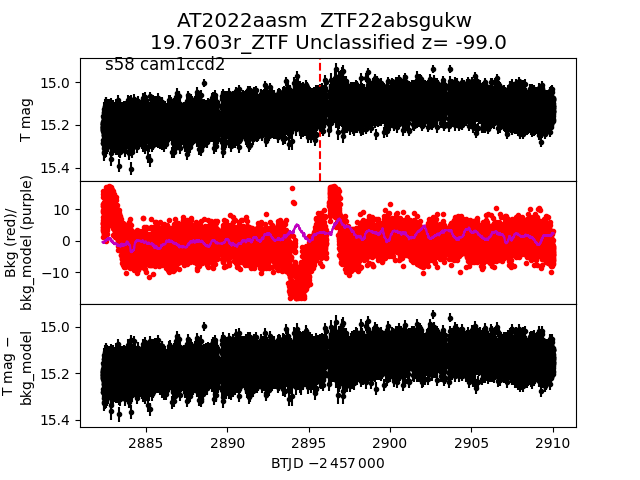 AT2022aasm  ZTF22absgukw
19.7603r_ZTF Unclassified z= -99.0
s58 cam1ccd2
15.0
15.2
15.4
T mag
10
0
−10
Bkg (red)/
bkg_model (purple)
15.0
15.2
15.4
T mag −
bkg_model
2885
2890
2895
2900
2905
2910
BTJD −2 457 000